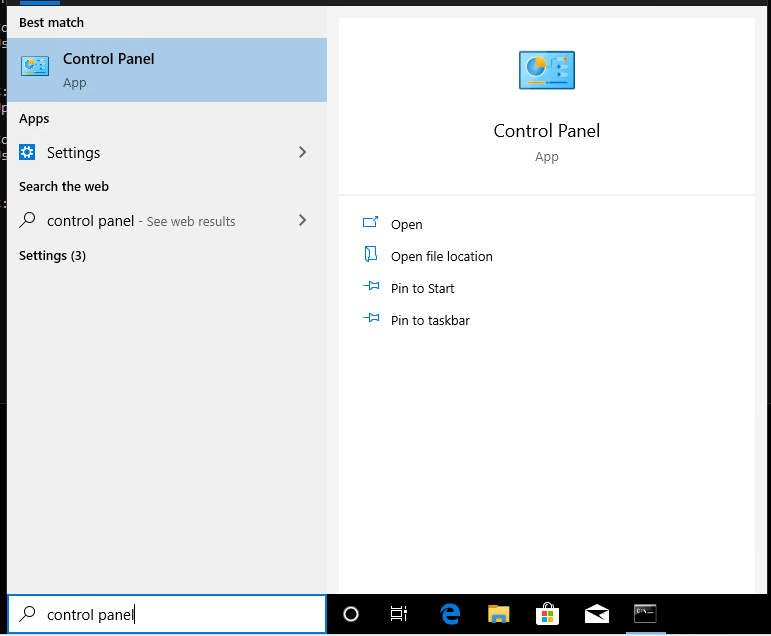 Best match
Control Panel
App
Apps
Settings
Search the web
control panel - See web results
Settings (3)
Control Panel
App
Open
Open file location
Pin to Start
Pin to taskbar
control panel